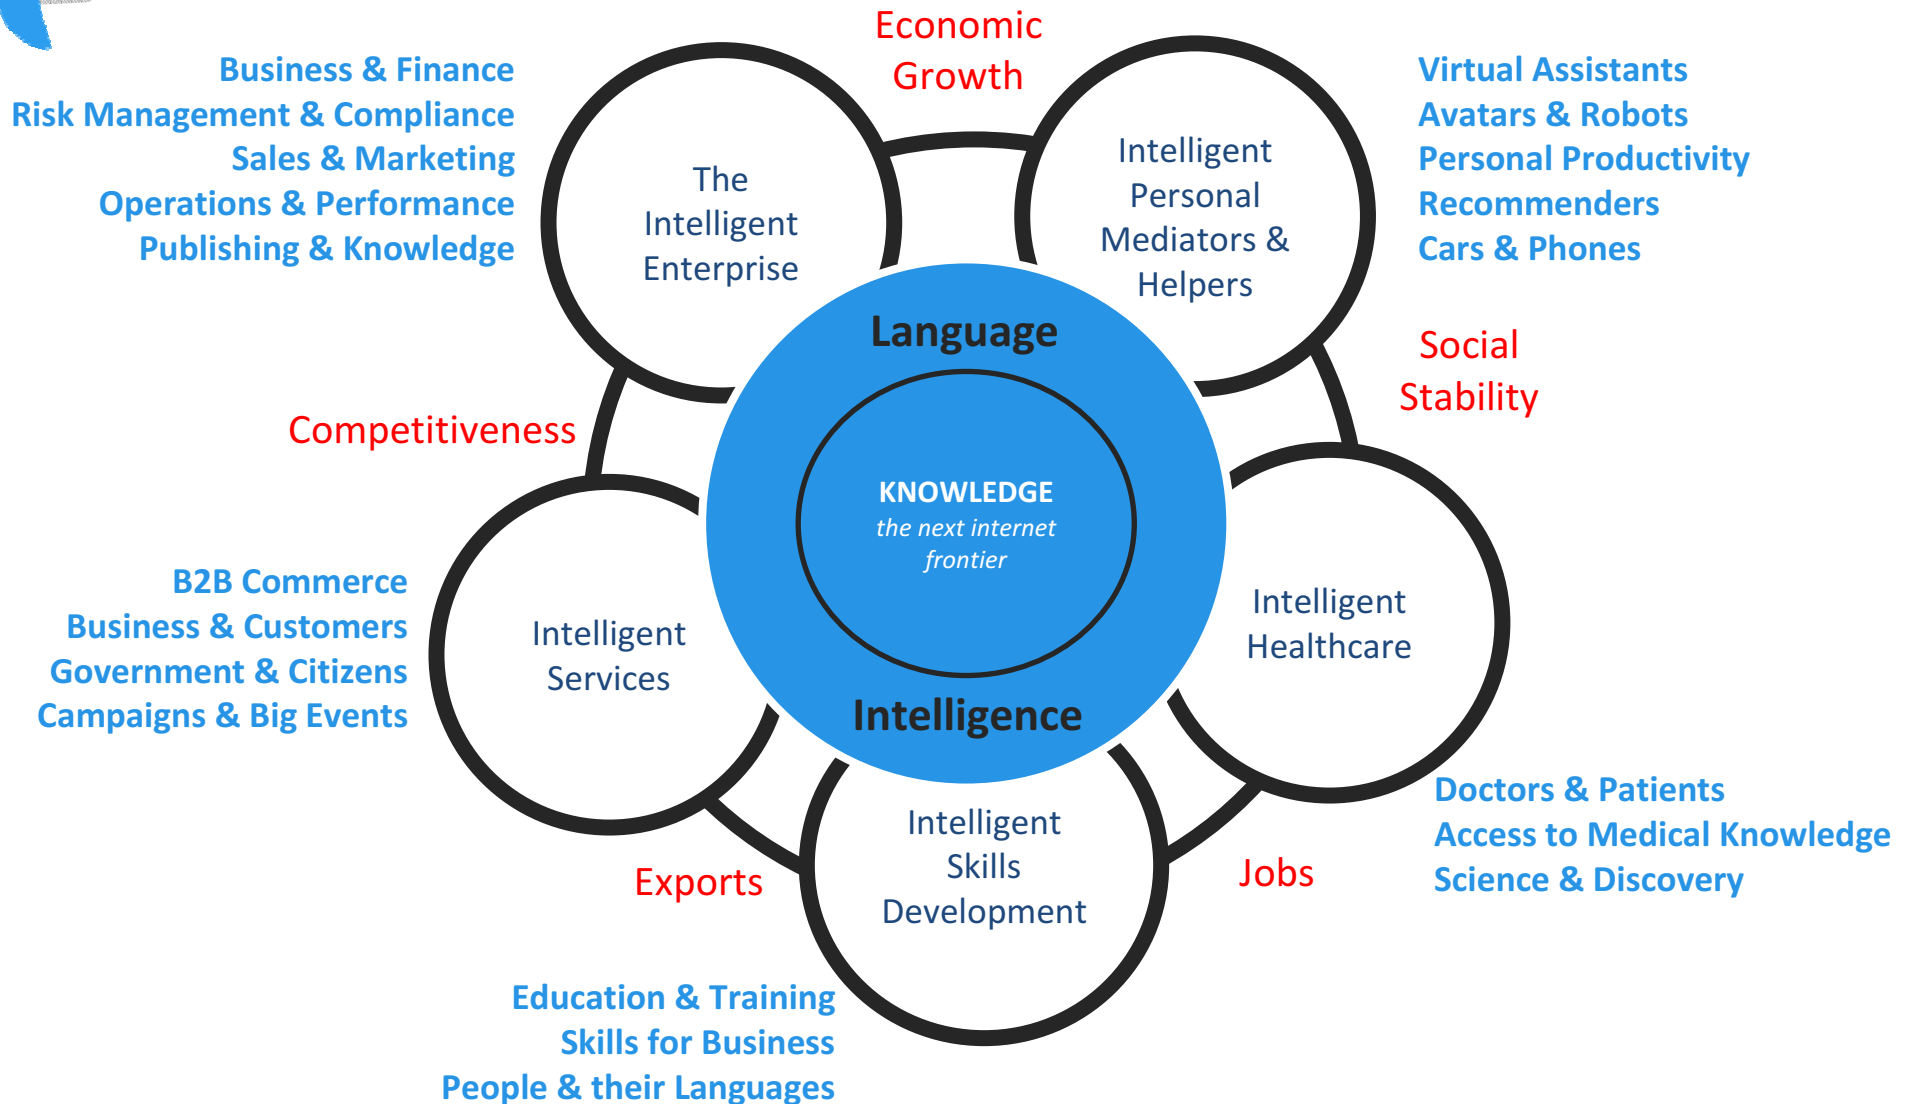 Economic
Growth
Business & Finance
Risk Management & Compliance
Sales & Marketing
Operations & Performance
Publishing & Knowledge
The
Intelligent
Enterprise
Intelligent
Personal
Mediators &
Helpers
Virtual Assistants
Avatars & Robots
Personal Productivity
Recommenders
Cars & Phones
Social
Stability
Competitiveness
Language
KNOWLEDGE
the next internet
frontier
Intelligence
B2B Commerce
Business & Customers
Government & Citizens
Campaigns & Big Events
Intelligent
Services
Intelligent
Healthcare
Doctors & Patients
Access to Medical Knowledge
Science & Discovery
Exports
Intelligent
Skills
Development
Jobs
Education & Training
Skills for Business
People & their Languages